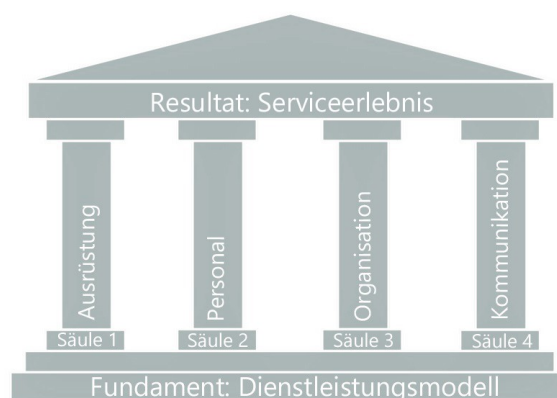 Resultat: Serviceerlebnis
Ausrüstung
Personal
Organisation
Kommunikation
Säule 1
Säule 2
Säule 3
Säule 4
Fundament: Dienstleistungsmodell